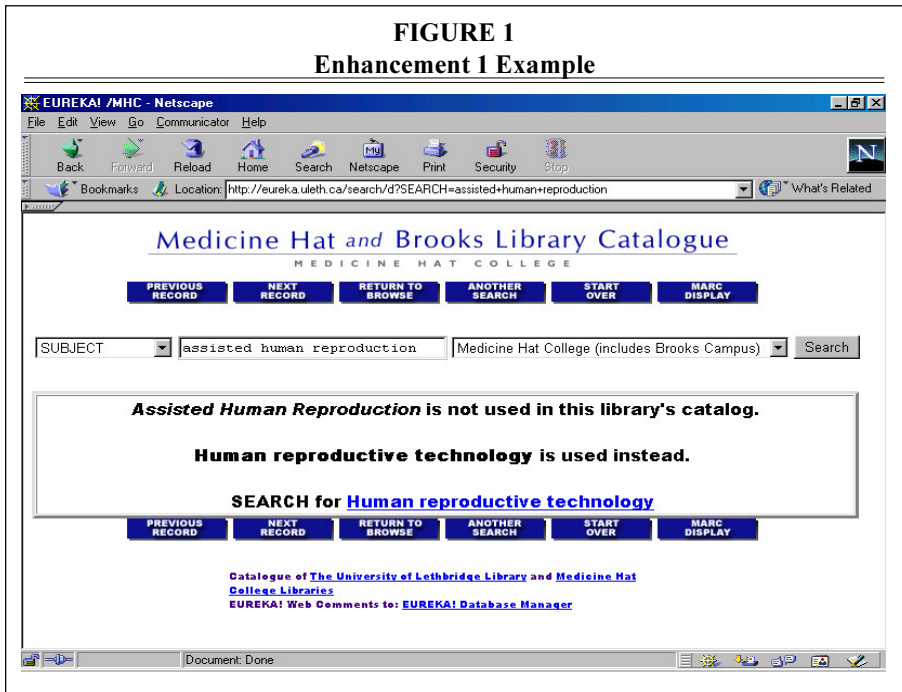 FIGURE 1
Enhancement 1 Example
EUREKA! /MHC - Netscape
File Edit View Go Communicator Help
Back Forward Reload Home Search Netscape Print Security Stop
My
N
Bookmarks Location: http://eureka.uleth.ca/search/d?SEARCH=assisted+human+reproduction What's Related
Medicine Hat and Brooks Library Catalogue
MEDICINE HAT COLLEGE
PREVIOUS RECORD NEXT RECORD RETURN TO BROWSE ANOTHER SEARCH START OVER MARC DISPLAY
SUBJECT assisted human reproduction Medicine Hat College (includes Brooks Campus) Search
Assisted Human Reproduction is not used in this library's catalog.
Human reproductive technology is used instead.
SEARCH for Human reproductive technology
PREVIOUS RECORD NEXT RECORD RETURN TO BROWSE ANOTHER SEARCH START OVER MARC DISPLAY
Catalogue of The University of Lethbridge Library and Medicine Hat
College Libraries
EUREKA! Web Comments to: EUREKA! Database Manager
Document: Done